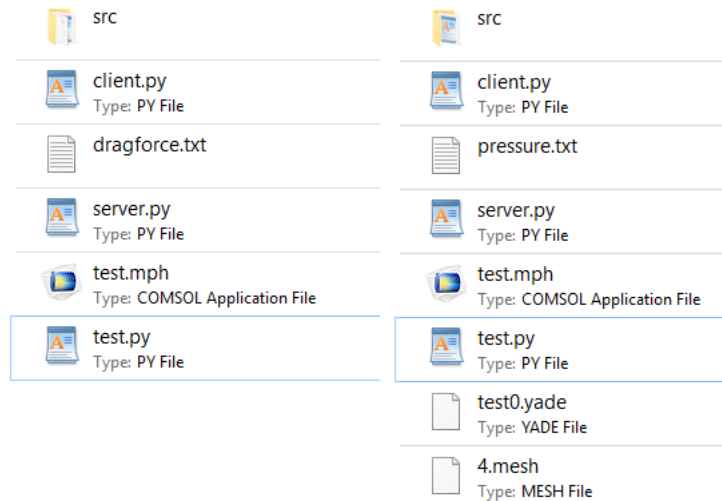 src
client.py
Type: PY File
dragforce.txt
server.py
Type: PY File
test.mph
Type: COMSOL Application File
test.py
Type: PY File
src
client.py
Type: PY File
pressure.txt
server.py
Type: PY File
test.mph
Type: COMSOL Application File
test.py
Type: PY File
test0.yade
Type: YADE File
4.mesh
Type: MESH File